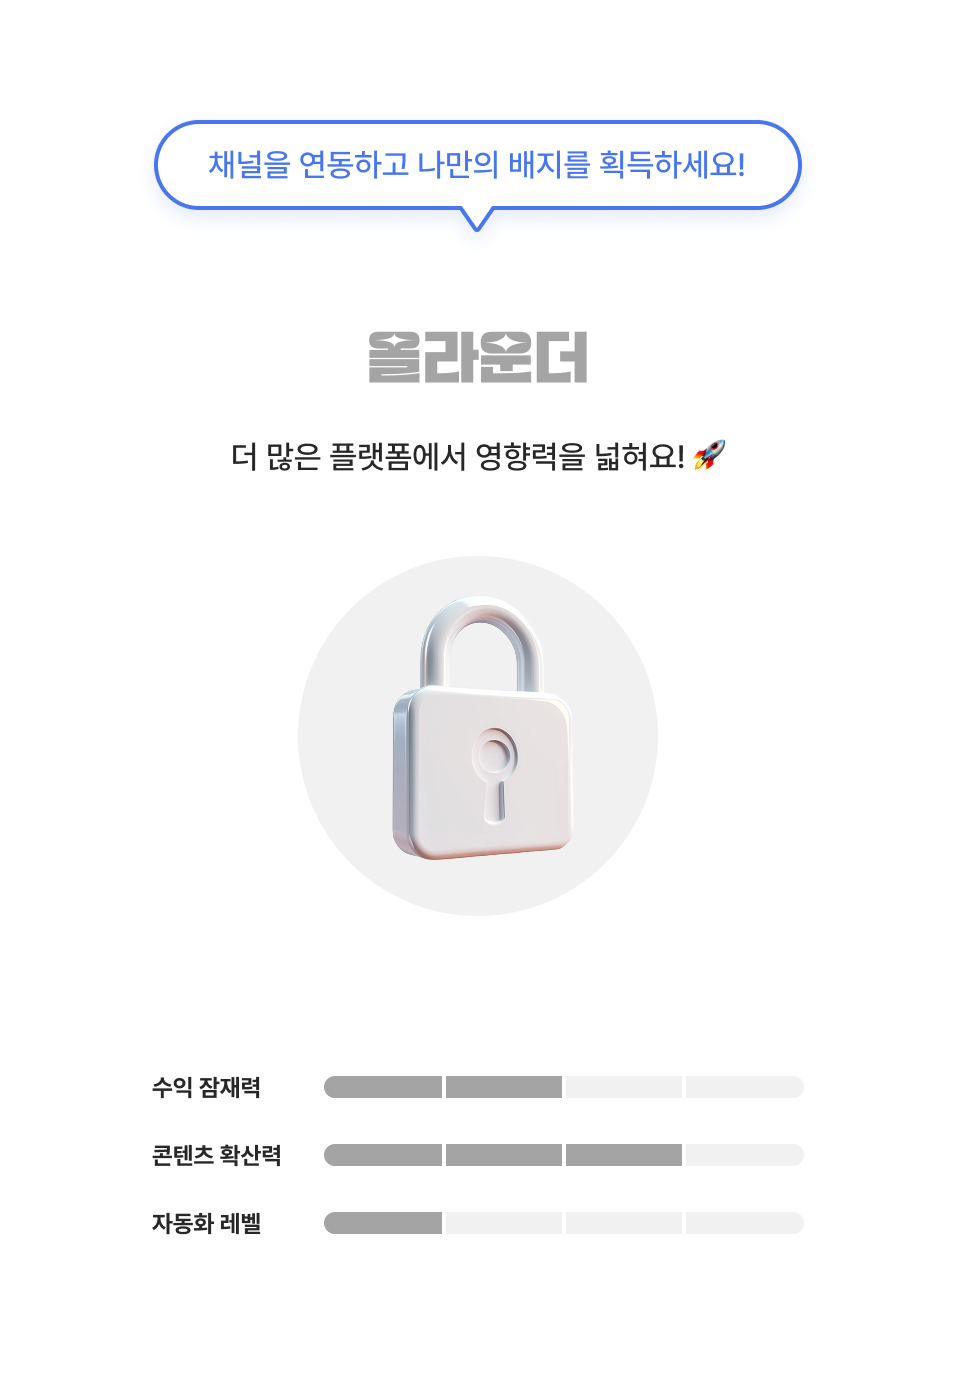 채널을 연동하고 나만의 배지를 획득하세요!
올라운더
더 많은 플랫폼에서 영향력을 넓혀요! 🚀
수익 잠재력
콘텐츠 확산력
자동화 레벨